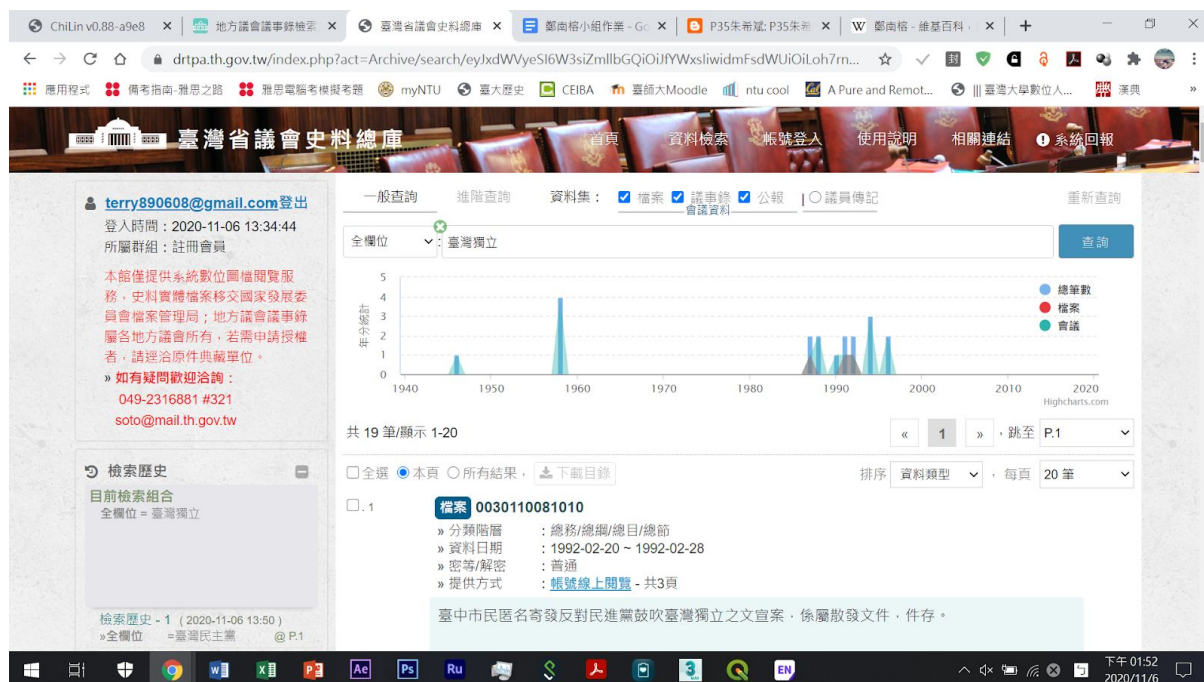 ChiLin v0.88-a9e8
地方議會議事錄檢索
臺灣省議會史料總庫
鄭南榕小組作業 - Go
P35朱希斌: P35朱希
鄭南榕 - 維基百科
drtpa.th.gov.tw/index.php?act=Archive/search/
應用程式
備考指南-雅思之路
雅思電腦考模擬考題
myNTU
臺大歷史
CEIBA
臺師大Moodle
ntu cool
A Pure and Remot...
||| 臺灣大學數位人...
漢典
»
臺灣省議會史料總庫
首頁 資料檢索 帳號登入 使用說明 相關連結 系統回報
terry890608@gmail.com登出
登入時間：2020-11-06 13:34:44
所屬群組：註冊會員
本館僅提供系統數位圖檔閱覽服
務，史料實體檔案移交國家發展委
員會檔案管理局；地方議會議事錄
屬各地方議會所有，若需申請授權
者，請逕洽原件典藏單位。
» 如有疑問歡迎洽詢：
049-2316881 #321
soto@mail.th.gov.tw
檢索歷史
目前檢索組合
全欄位 = 臺灣獨立
檢索歷史 - 1 ( 2020-11-06 13:50 )
»全欄位 =臺灣民主黨 @ P.1
一般查詢 進階查詢 資料集： 檔案 議事錄 公報 | 議員傳記 重新查詢
會議資料
全欄位 : 臺灣獨立 查詢
年分統計
5
4
3
2
1
0
1940 1950 1960 1970 1980 1990 2000 2010 2020
總筆數
檔案
會議
Highcharts.com
共 19 筆/顯示 1-20 « 1 » ，跳至 P.1
全選 本頁 所有結果， 下載目錄 排序 資料類型 ，每頁 20 筆
. 1 檔案 0030110081010
» 分類階層 ：總務/總綱/總目/總節
» 資料日期 ：1992-02-20 ~ 1992-02-28
» 密等/解密 ：普通
» 提供方式 ：帳號線上閱覽 - 共3頁
臺中市民匿名寄發反對民進黨鼓吹臺灣獨立之文宣案，係屬散發文件，件存。
Ae
Ps
Ru
EN
下午 01:52
2020/11/6